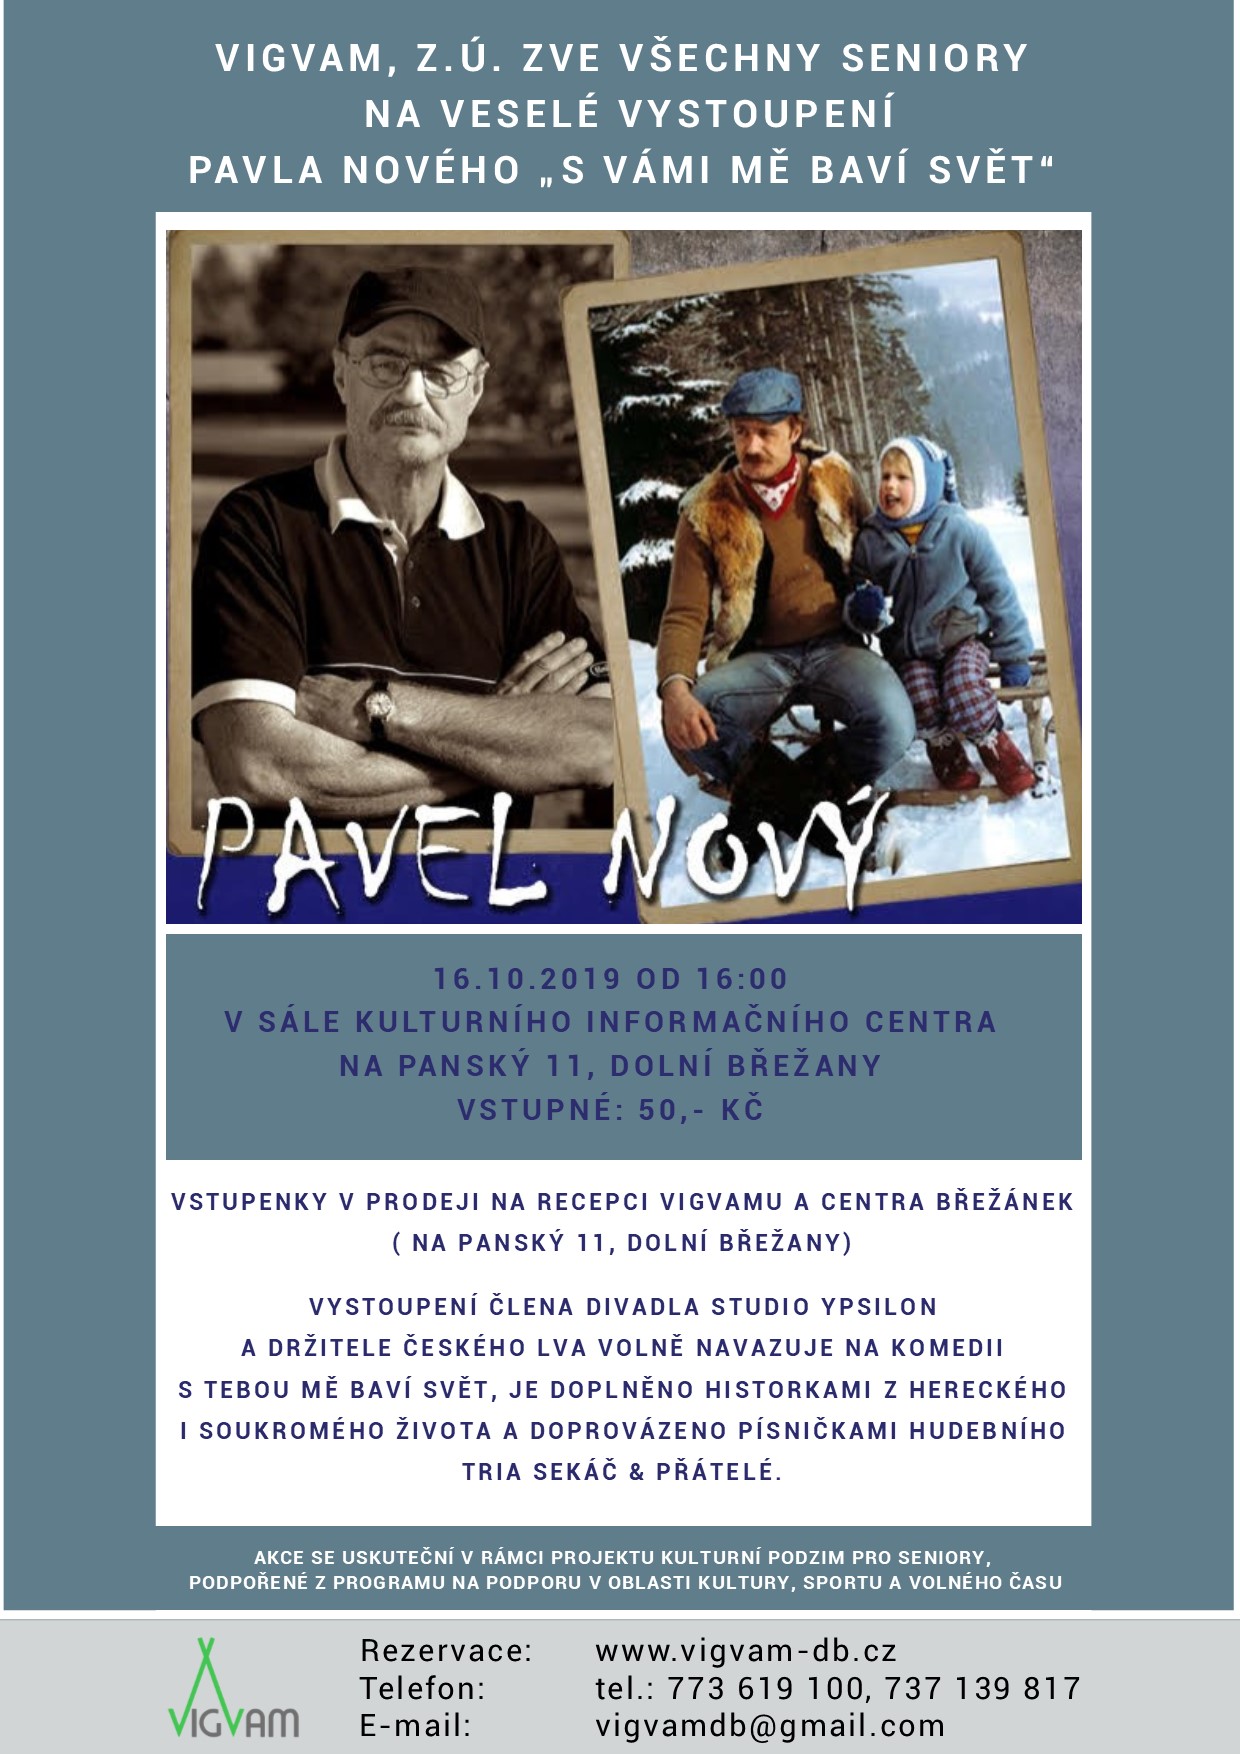 VIGVAM, Z.Ú. ZVE VŠECHNY SENIORY
NA VESELÉ VYSTOUPENÍ
PAVLA NOVÉHO „S VÁMI MĚ BAVÍ SVĚT“
PAVEL NOVÝ
16.10.2019 OD 16:00
V SÁLE KULTURNÍHO INFORMAČNÍHO CENTRA
NA PANSKÝ 11, DOLNÍ BŘEŽANY
VSTUPNÉ: 50,- KČ
VSTUPENKY V PRODEJI NA RECEPCI VIGVAMU A CENTRA BŘEŽÁNEK
( NA PANSKÝ 11, DOLNÍ BŘEŽANY)
VYSTOUPENÍ ČLENA DIVADLA STUDIO YPSILON
A DRŽITELE ČESKÉHO LVA VOLNĚ NAVAZUJE NA KOMEDII
S TEBOU MĚ BAVÍ SVĚT, JE DOPLNĚNO HISTORKAMI Z HERECKÉHO
I SOUKROMÉHO ŽIVOTA A DOPROVÁZENO PÍSNIČKAMI HUDEBNÍHO
TRIA SEKÁČ & PŘÁTELÉ.
AKCE SE USKUTEČNÍ V RÁMCI PROJEKTU KULTURNÍ PODZIM PRO SENIORY,
PODPOŘENÉ Z PROGRAMU NA PODPORU V OBLASTI KULTURY, SPORTU A VOLNÉHO ČASU
VIGVAM
Rezervace: www.vigvam-db.cz
Telefon: tel.: 773 619 100, 737 139 817
E-mail: vigvamdb@gmail.com